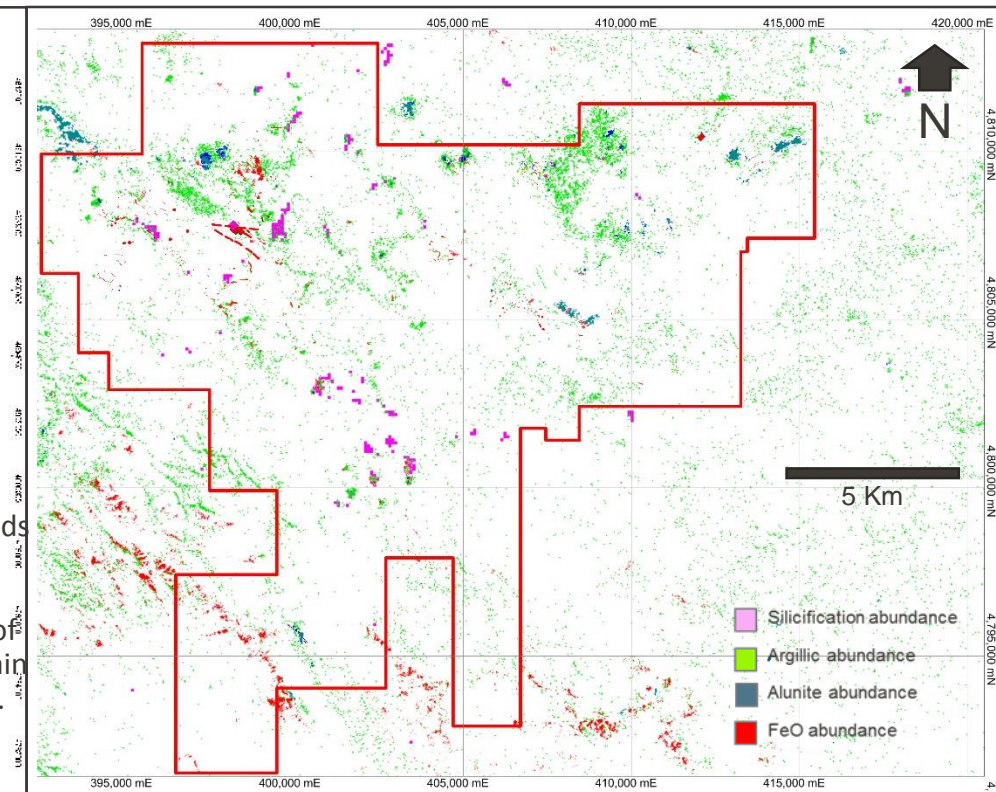 395,000 mE 400,000 mE 405,000 mE 410,000 mE 415,000 mE 420,000 mE
N
4,810,000 mN
4,805,000 mN
5 Km
4,800,000 mN
ds
Silicification abundance
of
Argillic abundance
4,795,000 mN
Alunite abundance
FeO abundance
395,000 mE 400,000 mE 405,000 mE 410,000 mE 415,000 mE
4,